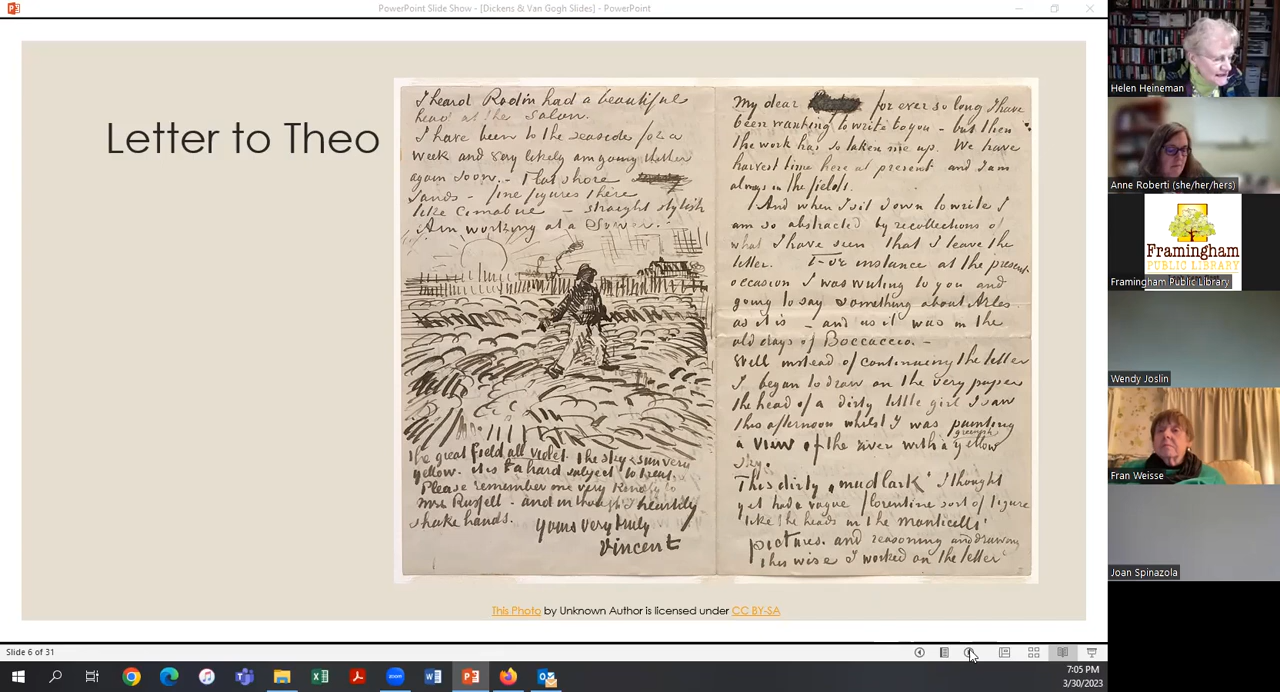 PowerPoint Slide Show - [Dickens & Van Gogh Slides] - PowerPoint
Letter to Theo
I heard Rodin had a beautiful
head at the Salon.
I have been to the seaside for a
week and very likely am going thither
again soon. - Flat shore
sands - fine figures there
like Cimabue - straight stylish
Am working at a Sower.
the great field all violet the sky & sun very
yellow. it is a hard subject to treat.
Please remember me very kindly to
Mrs Russell - and in thought I heartily
shake hands.
Yours very truly
Vincent
My dear for ever so long I have
been wanting to write to you - but then
the work has so taken me up. We have
harvest time here at present and I am
always in the fields.
And when I sit down to write I
am so abstracted by recollections of
what I have seen that I leave the
letter. For instance at the present
occasion I was writing to you and
going to say something about Arles
as it is - and as it was in the
old days of Boccaccio. -
Well instead of continuing the letter
I began to draw on the very paper
the head of a dirty little girl I saw
this afternoon whilst I was painting
a view of the river with a greenish yellow
sky.
This dirty „mudlark" I thought
yet had a vague florentine sort of figure
like the heads in the monticelli
pictures. and reasoning and drawing
this wise I worked on the letter
This Photo by Unknown Author is licensed under CC BY-SA
Slide 6 of 31
7:05 PM
3/30/2023
Helen Heineman
Anne Roberti (she/her/hers)
Framingham
PUBLIC LIBRARY
Framingham Public Library
Wendy Joslin
Fran Weisse
Joan Spinazola